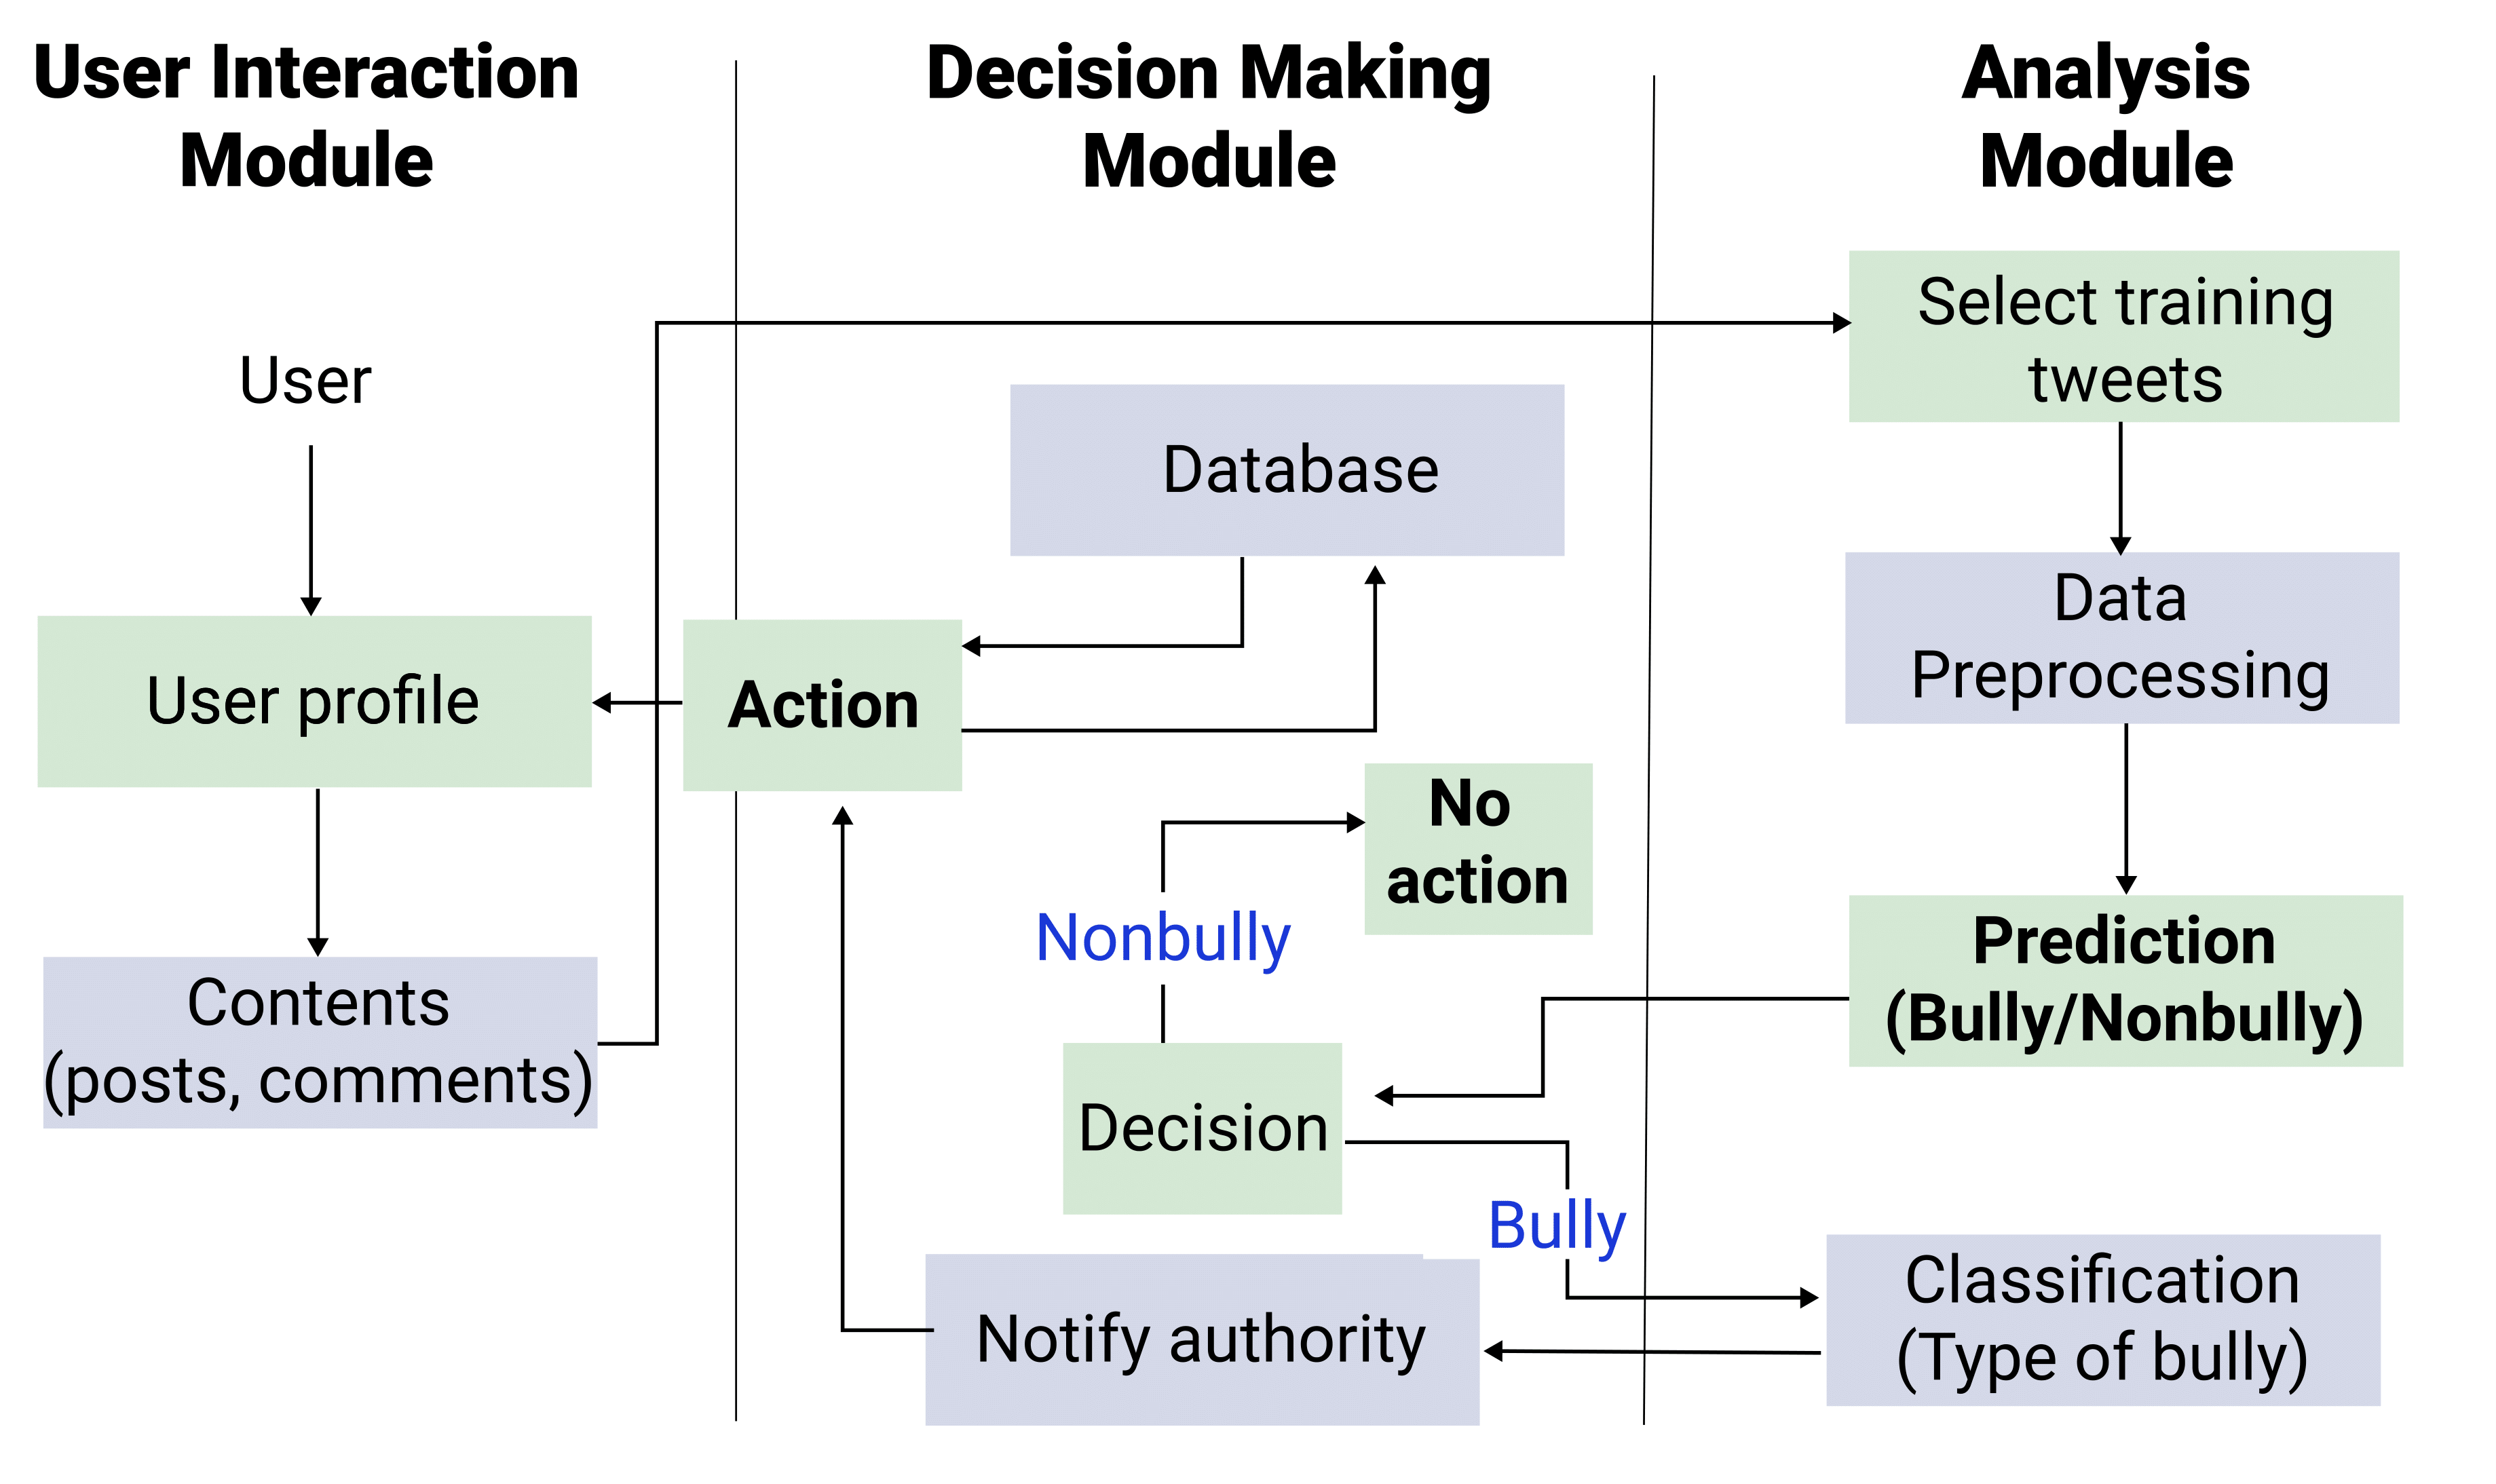 User Interaction
Module
Decision Making
Module
Analysis
Module
User
User profile
Contents
(posts, comments)
Database
Action
No
action
Nonbully
Decision
Bully
Notify authority
Select training
tweets
Data
Preprocessing
Prediction
(Bully/Nonbully)
Classification
(Type of bully)